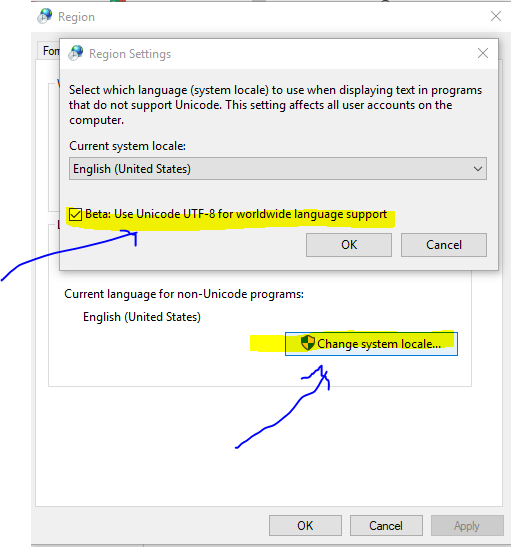 Region
Region Settings
For
Select which language (system locale) to use when displaying text in programs
that do not support Unicode. This setting affects all user accounts on the
computer.
Current system locale:
English (United States)
Beta: Use Unicode UTF-8 for worldwide language support
OK
Cancel
Current language for non-Unicode programs:
English (United States)
Change system locale...
OK
Cancel
Apply